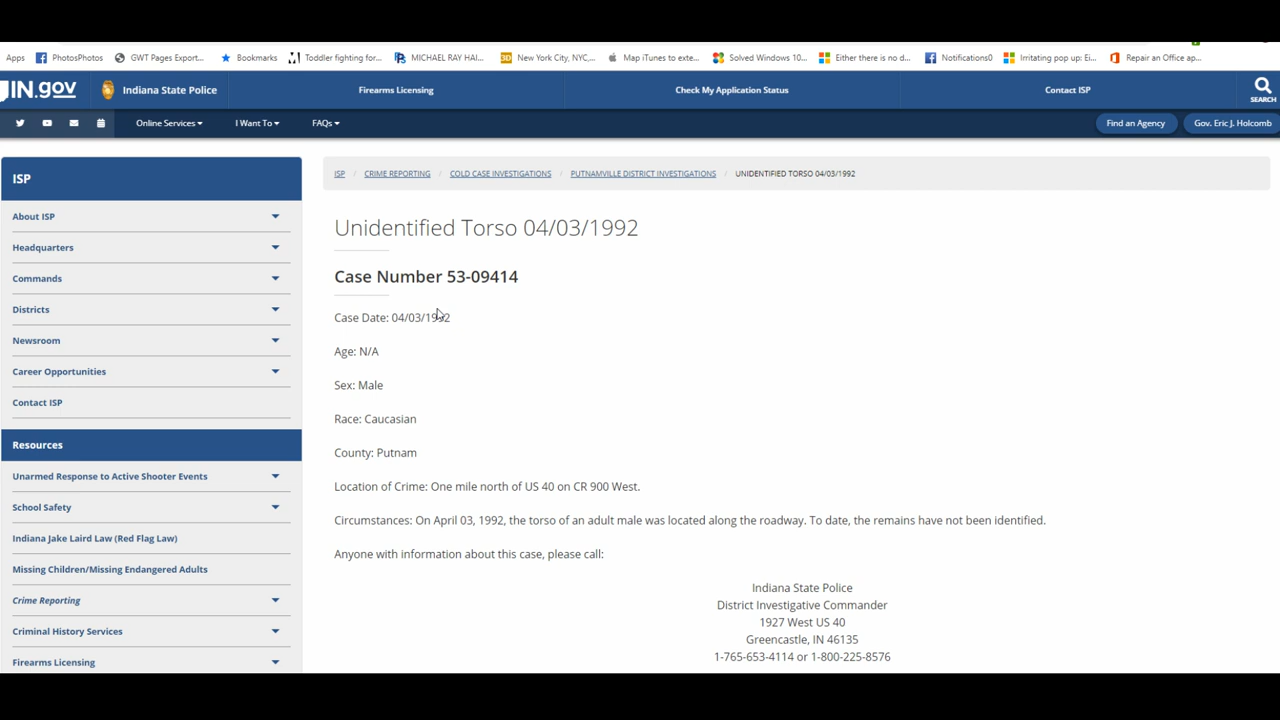 Apps PhotosPhotos GWT Pages Export... Bookmarks Toddler fighting for... MICHAEL RAY HAI... New York City, NYC,... Map iTunes to exte... Solved Windows 10... Either there is no d... Notifications0 Irritating pop up: Ei... Repair an Office ap...
IN.gov Indiana State Police Firearms Licensing Check My Application Status Contact ISP SEARCH
Online Services I Want To FAQs Find an Agency Gov. Eric J. Holcomb
ISP
About ISP
Headquarters
Commands
Districts
Newsroom
Career Opportunities
Contact ISP
Resources
Unarmed Response to Active Shooter Events
School Safety
Indiana Jake Laird Law (Red Flag Law)
Missing Children/Missing Endangered Adults
Crime Reporting
Criminal History Services
Firearms Licensing
ISP / CRIME REPORTING / COLD CASE INVESTIGATIONS / PUTNAMVILLE DISTRICT INVESTIGATIONS / UNIDENTIFIED TORSO 04/03/1992
Unidentified Torso 04/03/1992
Case Number 53-09414
Case Date: 04/03/1992
Age: N/A
Sex: Male
Race: Caucasian
County: Putnam
Location of Crime: One mile north of US 40 on CR 900 West.
Circumstances: On April 03, 1992, the torso of an adult male was located along the roadway. To date, the remains have not been identified.
Anyone with information about this case, please call:
Indiana State Police
District Investigative Commander
1927 West US 40
Greencastle, IN 46135
1-765-653-4114 or 1-800-225-8576